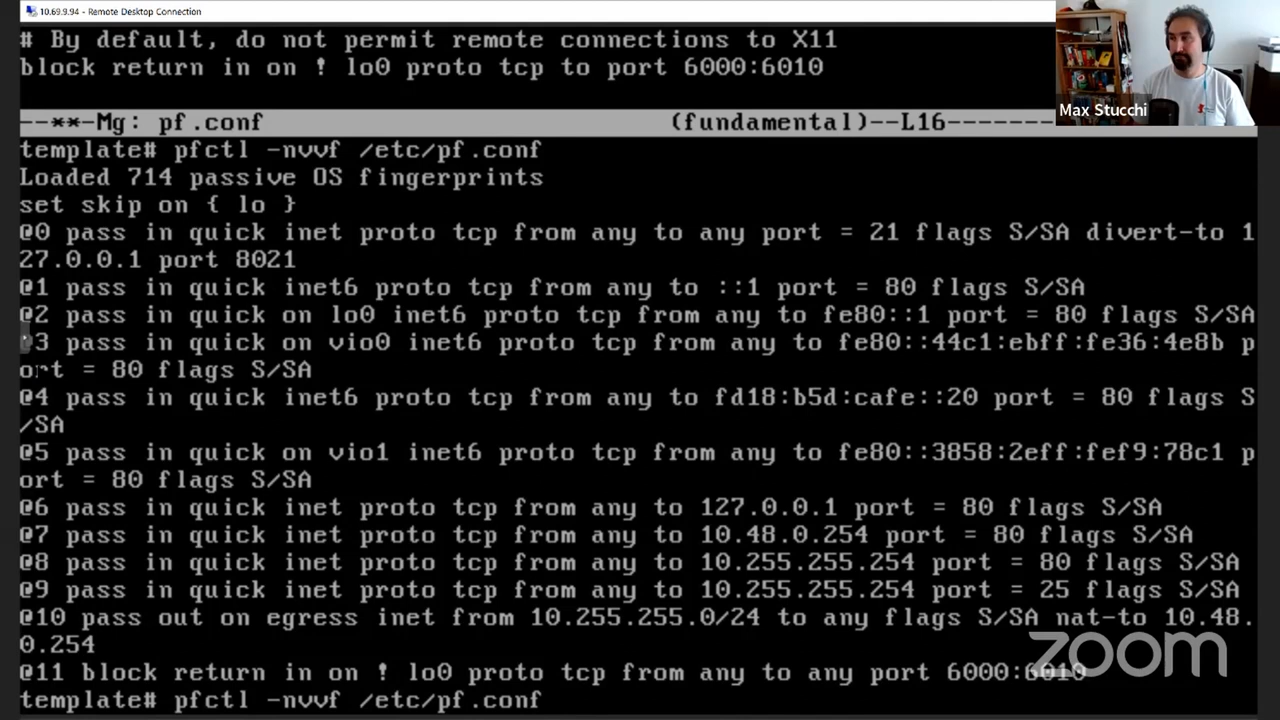 10.69.9.94 - Remote Desktop Connection
# By default, do not permit remote connections to X11
block return in on ! lo0 proto tcp to port 6000:6010
Max Stucchi
--**-Mg: pf.conf (fundamental)--L16-------
template# pfctl -nvvf /etc/pf.conf
Loaded 714 passive OS fingerprints
set skip on { lo }
@0 pass in quick inet proto tcp from any to any port = 21 flags S/SA divert-to 1
27.0.0.1 port 8021
@1 pass in quick inet6 proto tcp from any to ::1 port = 80 flags S/SA
@2 pass in quick on lo0 inet6 proto tcp from any to fe80::1 port = 80 flags S/SA
@3 pass in quick on vio0 inet6 proto tcp from any to fe80::44c1:ebff:fe36:4e8b p
ort = 80 flags S/SA
@4 pass in quick inet6 proto tcp from any to fd18:b5d:cafe::20 port = 80 flags S
/SA
@5 pass in quick on vio1 inet6 proto tcp from any to fe80::3858:2eff:fef9:78c1 p
ort = 80 flags S/SA
@6 pass in quick inet proto tcp from any to 127.0.0.1 port = 80 flags S/SA
@7 pass in quick inet proto tcp from any to 10.48.0.254 port = 80 flags S/SA
@8 pass in quick inet proto tcp from any to 10.255.255.254 port = 80 flags S/SA
@9 pass in quick inet proto tcp from any to 10.255.255.254 port = 25 flags S/SA
@10 pass out on egress inet from 10.255.255.0/24 to any flags S/SA nat-to 10.48.
0.254
@11 block return in on ! lo0 proto tcp from any to any port 6000:6010
template# pfctl -nvvf /etc/pf.conf
zoom